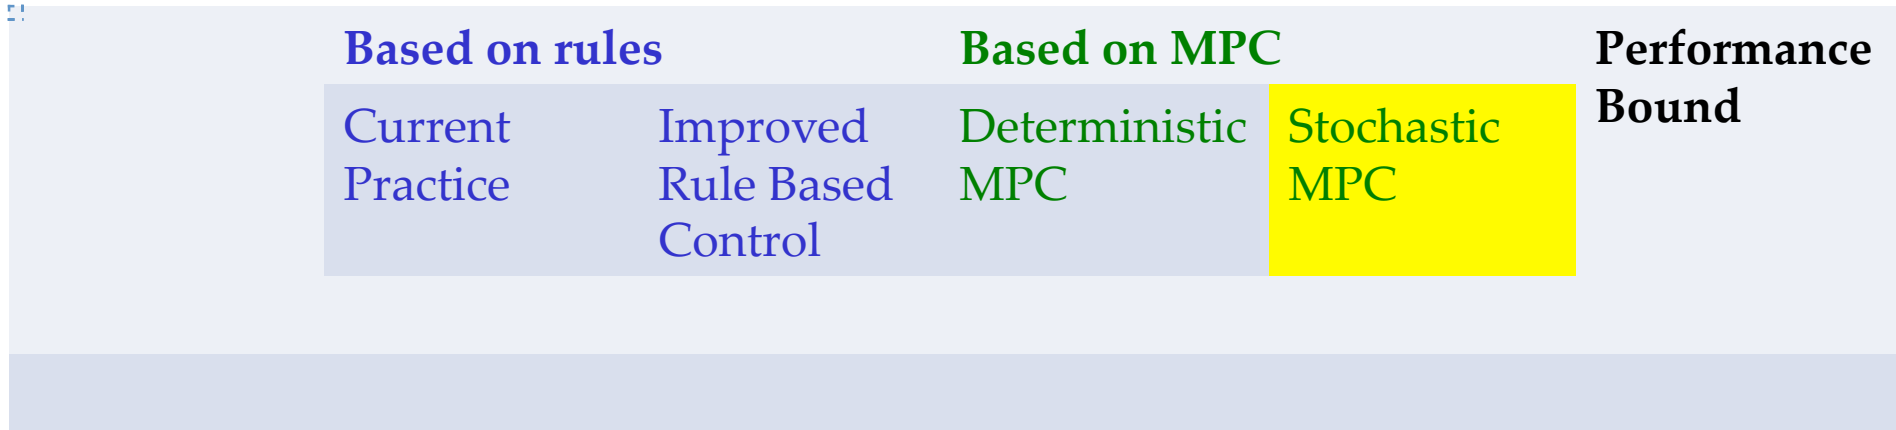 Based on rules
Based on MPC
Performance
Bound
Current
Practice
Improved
Rule Based
Control
Deterministic
MPC
Stochastic
MPC